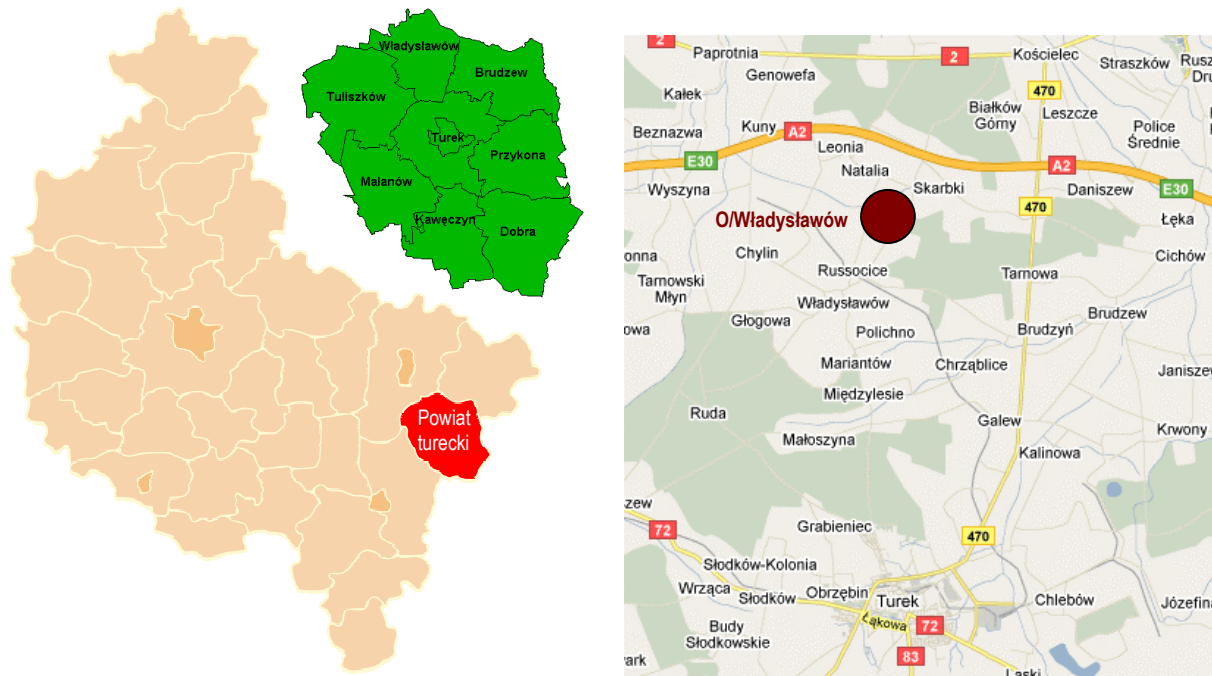 Władysławów
Brudzew
Tuliszków
Turek
Przykona
Malanów
Kawęczyn
Dobra
Powiat
turecki
2
Paprotnia
2
Kościelec
Straszków
Genowefa
Kałek
470
Białków
Górny
Leszcze
Beznazwa
Kuny
A2
Leonia
Police
Średnie
E30
A2
Natalia
Wyszyna
Skarbki
Daniszew
E30
470
Łęka
O/Władysławów
Chylin
Cichów
Russocice
Tarnowa
Tarnowski
Młyn
Władysławów
Głogowa
Brudzew
Polichno
Brudzyń
Mariantów
Chrząblice
Międzylesie
Ruda
Galew
Krwony
Małoszyna
Kalinowa
72
Grabieniec
470
Słodków-Kolonia
Wrząca
Słodków
Obrzębin
Turek
Chlebów
Łąkowa
72
Budy
Słodkowskie
83